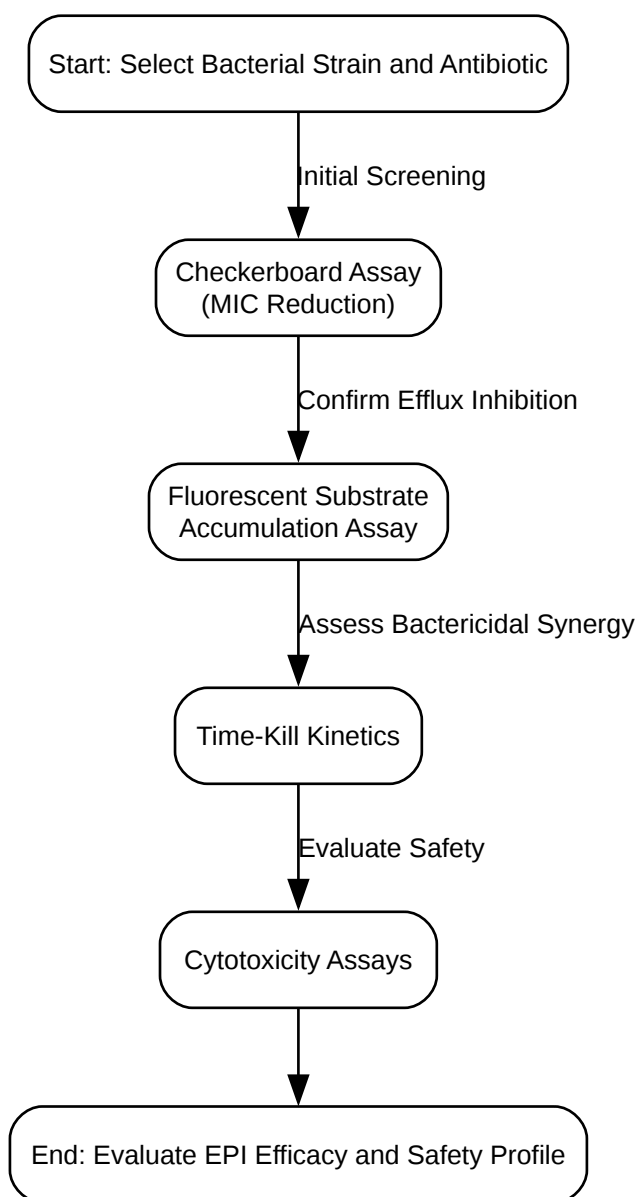 Start: Select Bacterial Strain and Antibiotic
Initial Screening
Checkerboard Assay
(MIC Reduction)
Confirm Efflux Inhibition
Fluorescent Substrate
Accumulation Assay
Assess Bactericidal Synergy
Time-Kill Kinetics
Evaluate Safety
Cytotoxicity Assays
End: Evaluate EPI Efficacy and Safety Profile